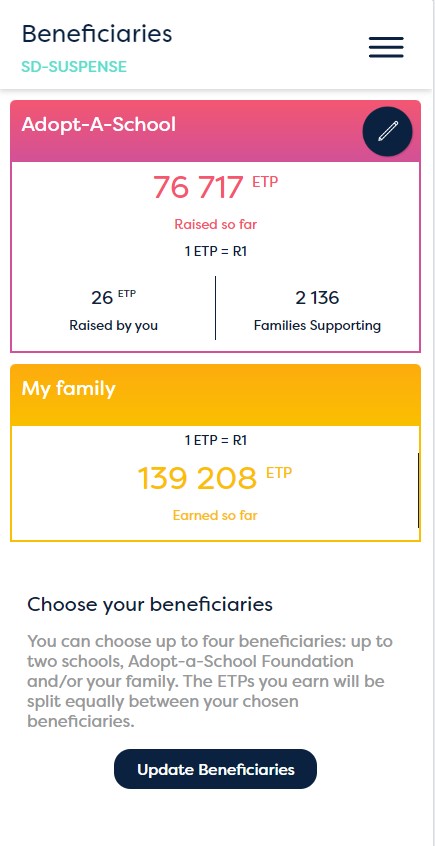 Beneficiaries
SD-SUSPENSE
Adopt-A-School
76 717 ETP
Raised so far
1 ETP = R1
26 ETP
Raised by you
2 136
Families Supporting
My family
1 ETP = R1
139 208 ETP
Earned so far
Choose your beneficiaries
You can choose up to four beneficiaries: up to
two schools, Adopt-a-School Foundation
and/or your family. The ETPs you earn will be
split equally between your chosen
beneficiaries.
Update Beneficiaries